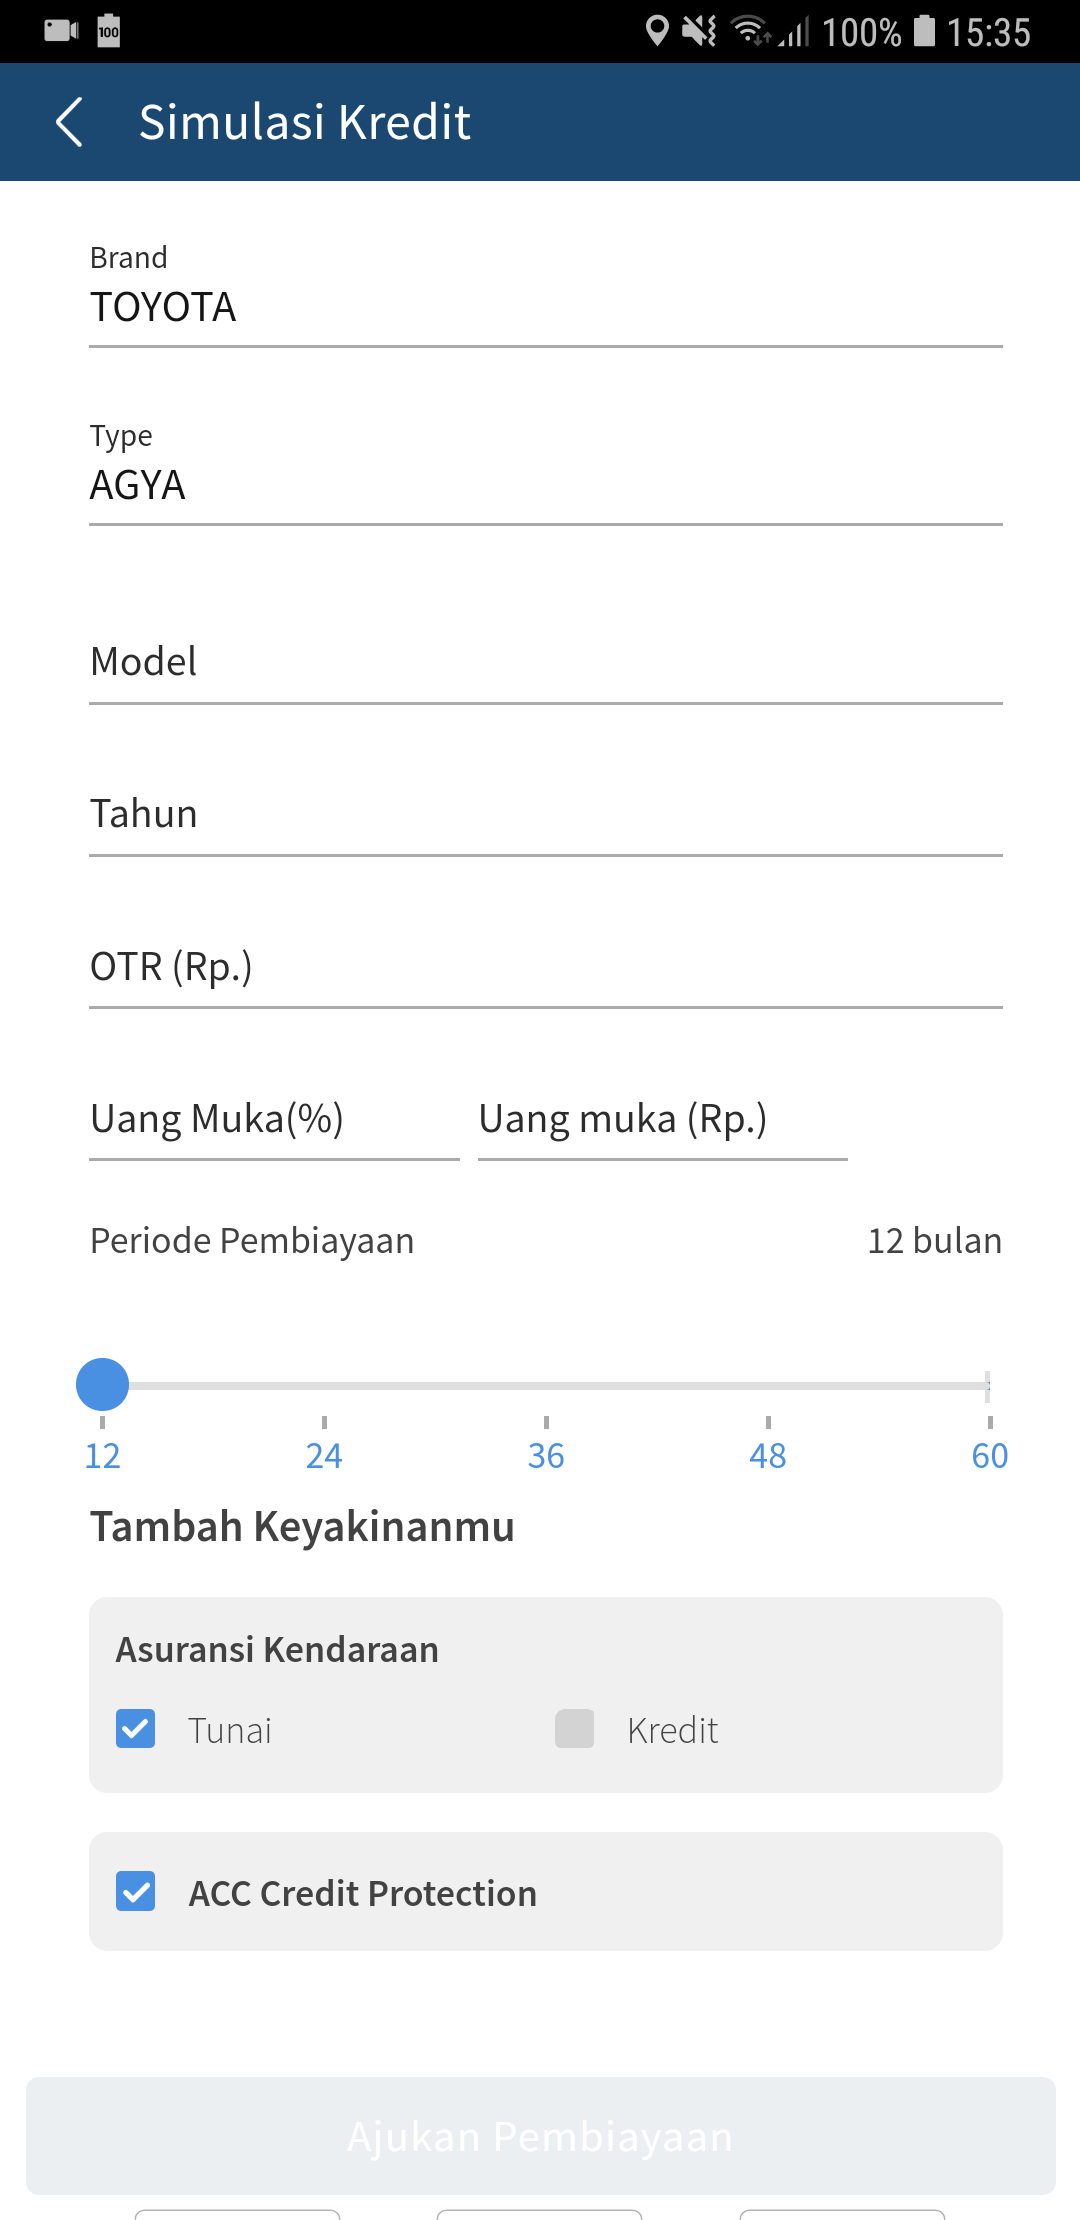 100 100% 15:35
Simulasi Kredit
Brand
TOYOTA
Type
AGYA
Model
Tahun
OTR (Rp.)
Uang Muka(%) Uang muka (Rp.)
Periode Pembiayaan 12 bulan
12 24 36 48 60
Tambah Keyakinanmu
Asuransi Kendaraan
Tunai Kredit
ACC Credit Protection
Ajukan Pembiayaan